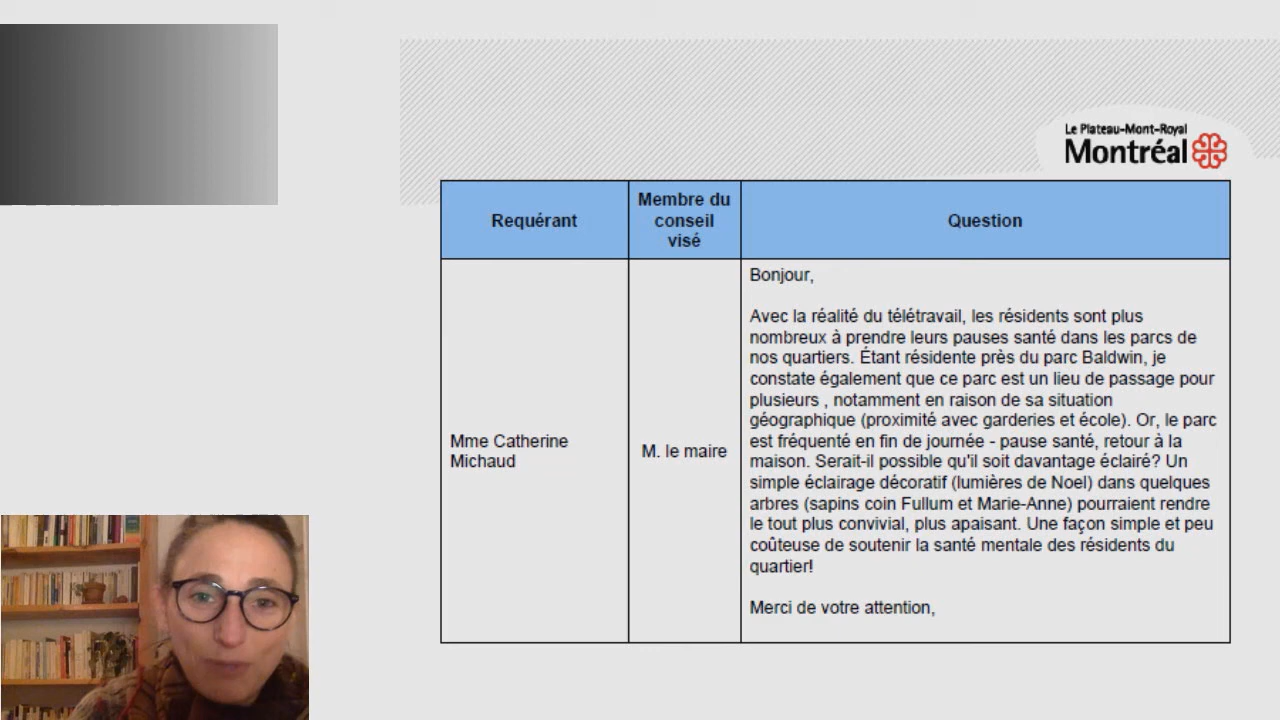 Le Plateau-Mont-Royal
Montréal
Requérant
Membre du
conseil
visé
Question
Mme Catherine
Michaud
M. le maire
Bonjour,
Avec la réalité du télétravail, les résidents sont plus
nombreux à prendre leurs pauses santé dans les parcs de
nos quartiers. Étant résidente près du parc Baldwin, je
constate également que ce parc est un lieu de passage pour
plusieurs , notamment en raison de sa situation
géographique (proximité avec garderies et école). Or, le parc
est fréquenté en fin de journée - pause santé, retour à la
maison. Serait-il possible qu'il soit davantage éclairé? Un
simple éclairage décoratif (lumières de Noel) dans quelques
arbres (sapins coin Fullum et Marie-Anne) pourraient rendre
le tout plus convivial, plus apaisant. Une façon simple et peu
coûteuse de soutenir la santé mentale des résidents du
quartier!
Merci de votre attention,